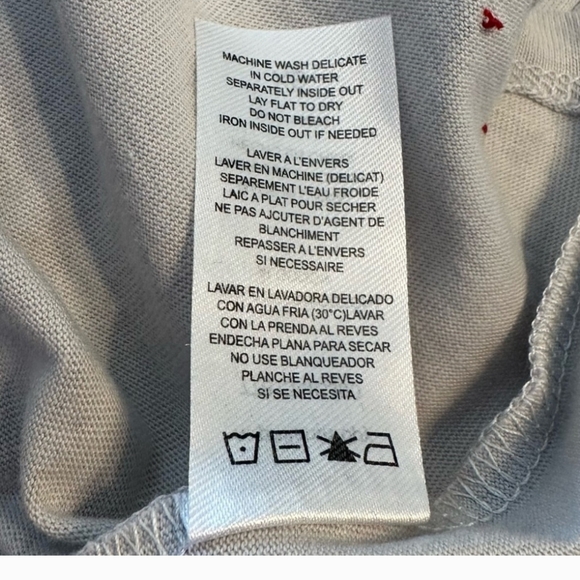 MACHINE WASH DELICATE
IN COLD WATER
SEPARATELY INSIDE OUT
LAY FLAT TO DRY
DO NOT BLEACH
IRON INSIDE OUT IF NEEDED
LAVER A L'ENVERS
LAVER EN MACHINE (DELICAT)
SEPAREMENT L'EAU FROIDE
LAIC A PLAT POUR SECHER
NE PAS AJCUTER D'AGENT DE
BLANCHIMENT
REPASSER A L'ENVERS
SI NECESSAIRE
LAVAR EN LAVADORA DELICADO
CON AGUA FRIA (30°C)LAVAR
CON LA PRENDA AL REVES
ENDECHA PLANA PARA SECAR
NO USE BLANQUEADOR
PLANCHE AL REVES
SI SE NECESITA